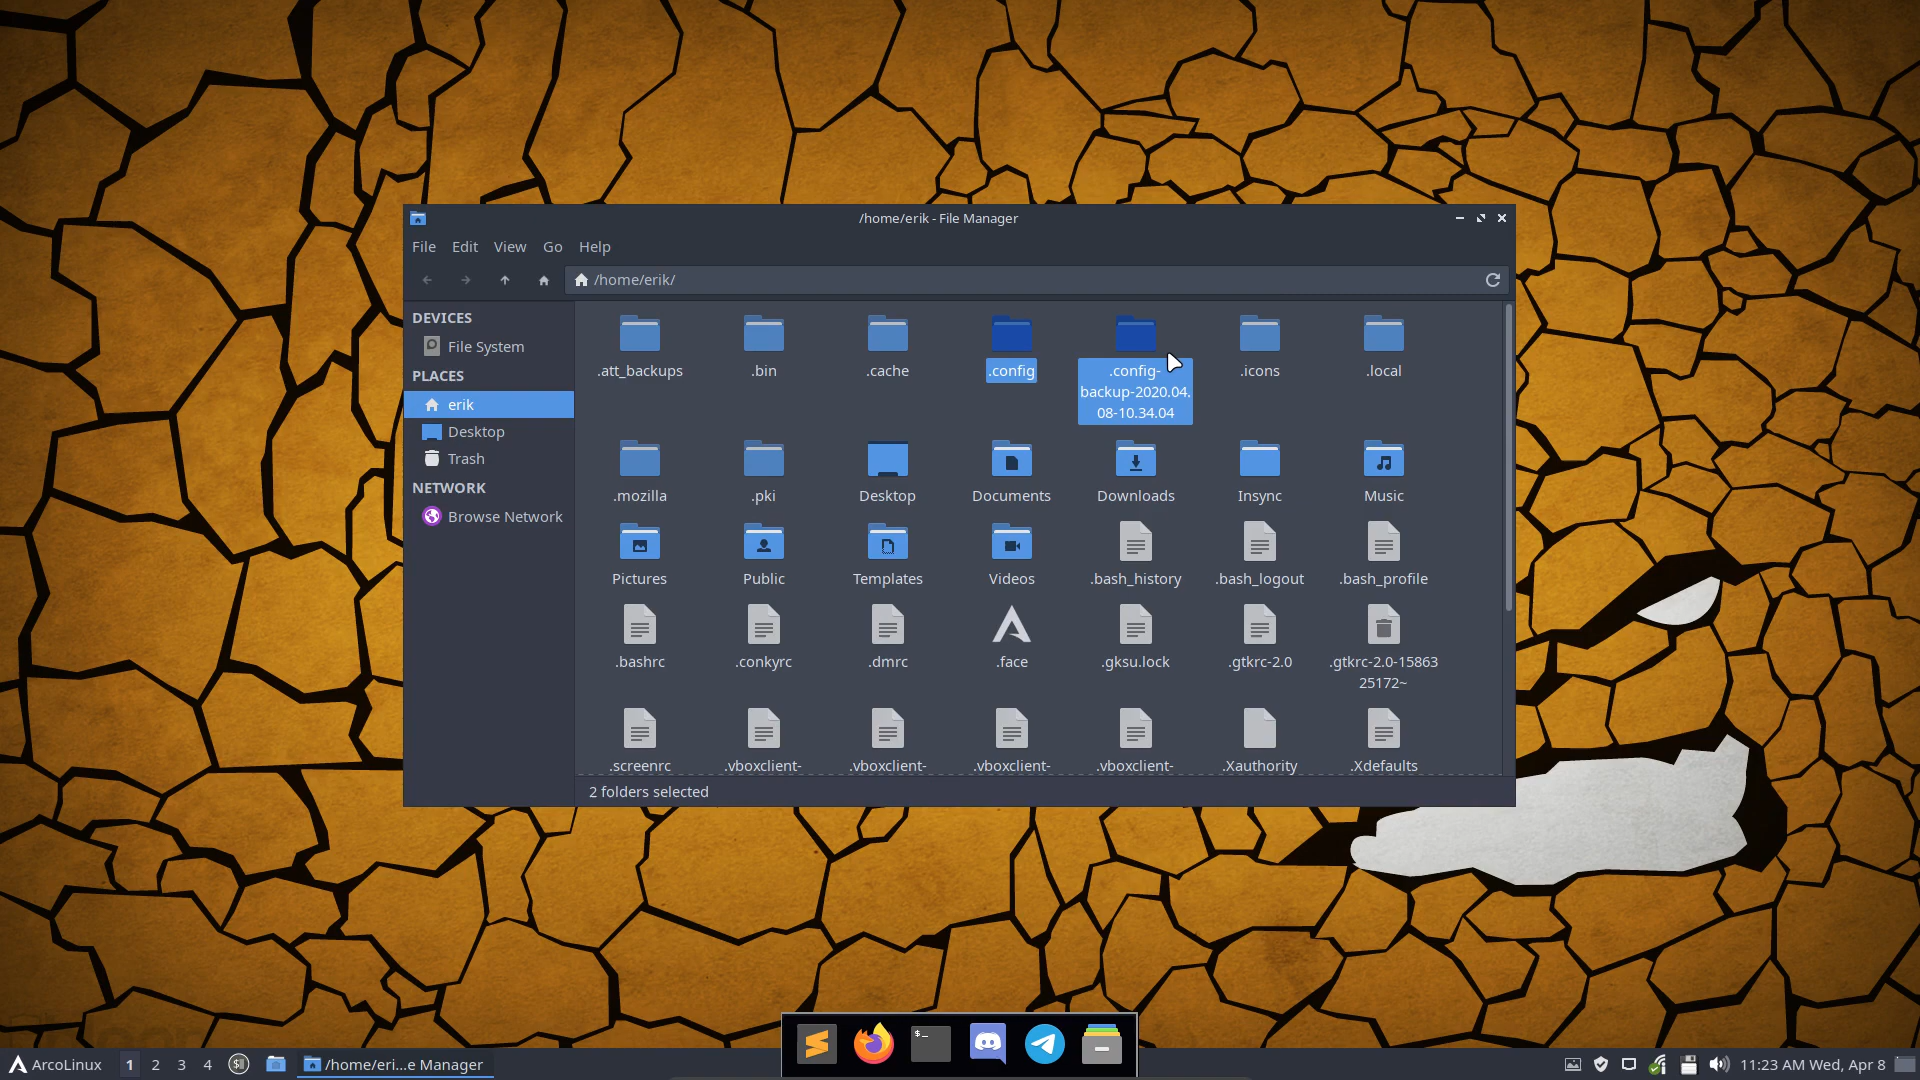 /home/erik - File Manager
File Edit View Go Help
/home/erik/
DEVICES
File System
PLACES
erik
Desktop
Trash
NETWORK
Browse Network
.att_backups .bin .cache .config .config-
backup-2020.04.
08-10.34.04 .icons .local
.mozilla .pki Desktop Documents Downloads Insync Music
Pictures Public Templates Videos .bash_history .bash_logout .bash_profile
.bashrc .conkyrc .dmrc .face .gksu.lock .gtkrc-2.0 .gtkrc-2.0-15863
25172~
.screenrc .vboxclient- .vboxclient- .vboxclient- .vboxclient- .Xauthority .Xdefaults
2 folders selected
$_
ArcoLinux 1 2 3 4 $ /home/eri...e Manager 11:23 AM Wed, Apr 8